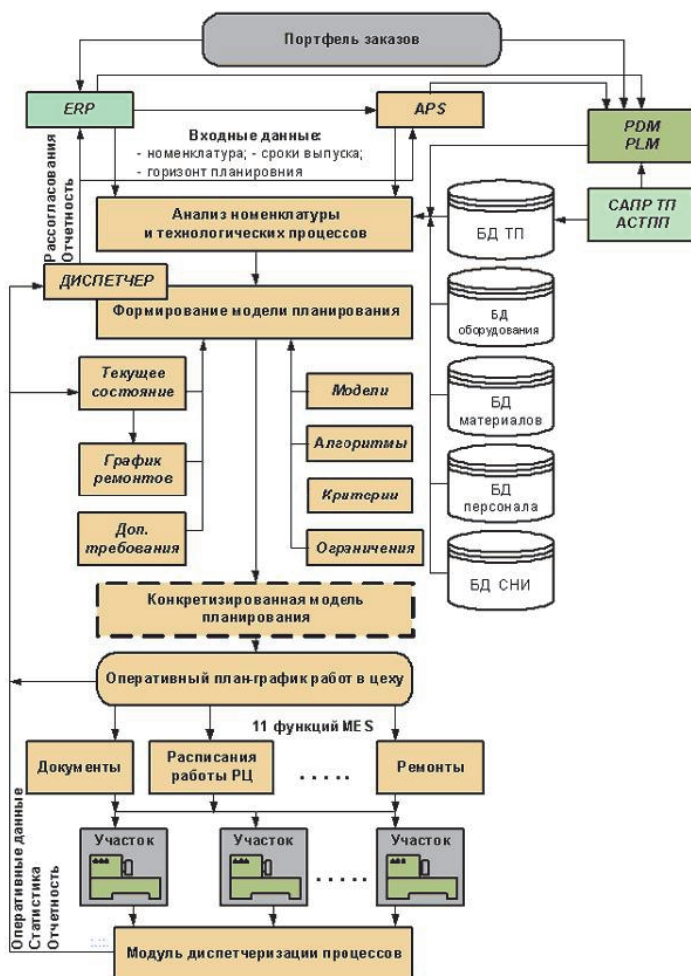 Портфель заказов
ERP
APS
PDM
PLM
Входные данные:
- номенклатура; - сроки выпуска;
- горизонт планировния
САПР ТП
АСТПП
Рассогласования
Отчетность
Анализ номенклатуры
и технологических процессов
БД ТП
ДИСПЕТЧЕР
Формирование модели планирования
БД
оборудования
Текущее
состояние
Модели
БД
материалов
График
ремонтов
Алгоритмы
Критерии
БД
персонала
Доп.
требования
Ограничения
БД СНИ
Конкретизированная модель
планирования
Оперативный план-график работ в цеху
11 функций MES
Документы
Расписания
работы РЦ
.....
Ремонты
Оперативные данные
Статистика
Отчетность
Участок
Участок
.....
Участок
Модуль диспетчеризации процессов